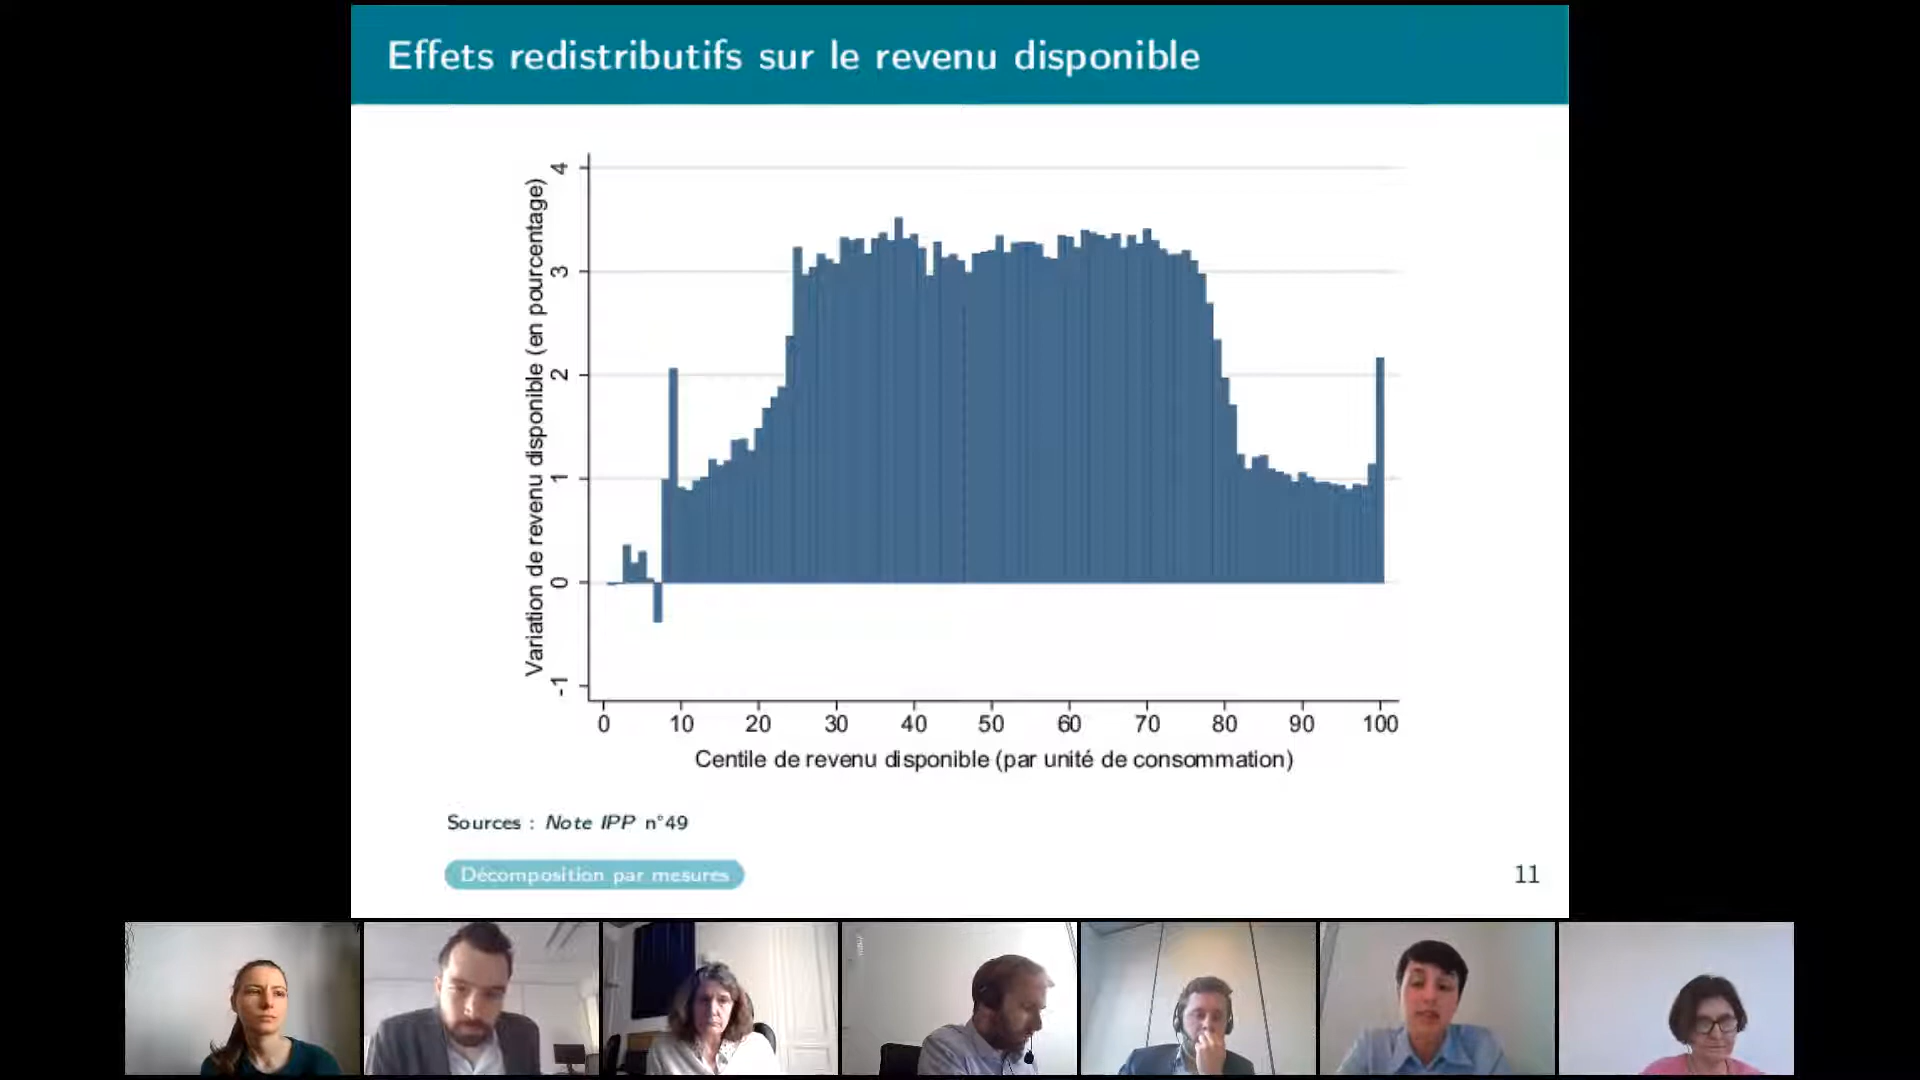 Effets redistributifs sur le revenu disponible
Variation de revenu disponible (en pourcentage)
4
3
2
1
0
-1
0 10 20 30 40 50 60 70 80 90 100
Centile de revenu disponible (par unité de consommation)
Sources : Note IPP n°49
Décomposition par mesures
11